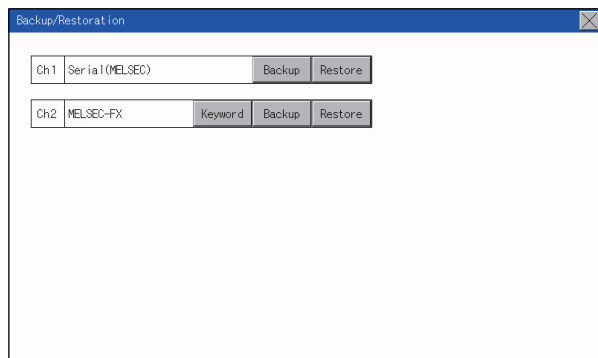 Backup/Restoration
Ch1 Serial(MELSEC) Backup Restore
Ch2 MELSEC-FX Keyword Backup Restore